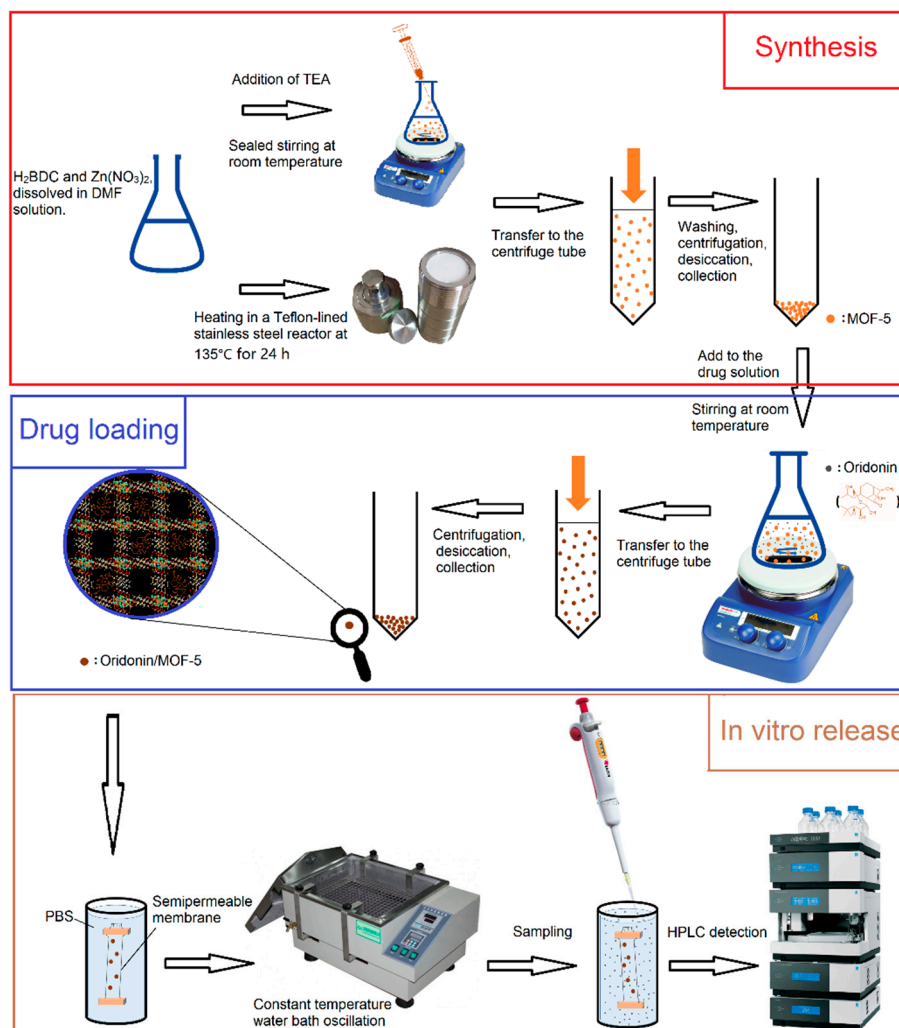 Synthesis
Addition of TEA
Sealed stirring at
room temperature
H₂BDC and Zn(NO₃)₂,
dissolved in DMF
solution.
Heating in a Teflon-lined
stainless steel reactor at
135°C for 24 h
Transfer to the
centrifuge tube
Washing,
centrifugation,
desiccation,
collection
: MOF-5
Add to the
drug solution
Stirring at room
temperature
Drug loading
: Oridonin
Transfer to the
centrifuge tube
Centrifugation,
desiccation,
collection
: Oridonin/MOF-5
In vitro release
PBS
Semipermeable
membrane
Constant temperature
water bath oscillation
Sampling
HPLC detection